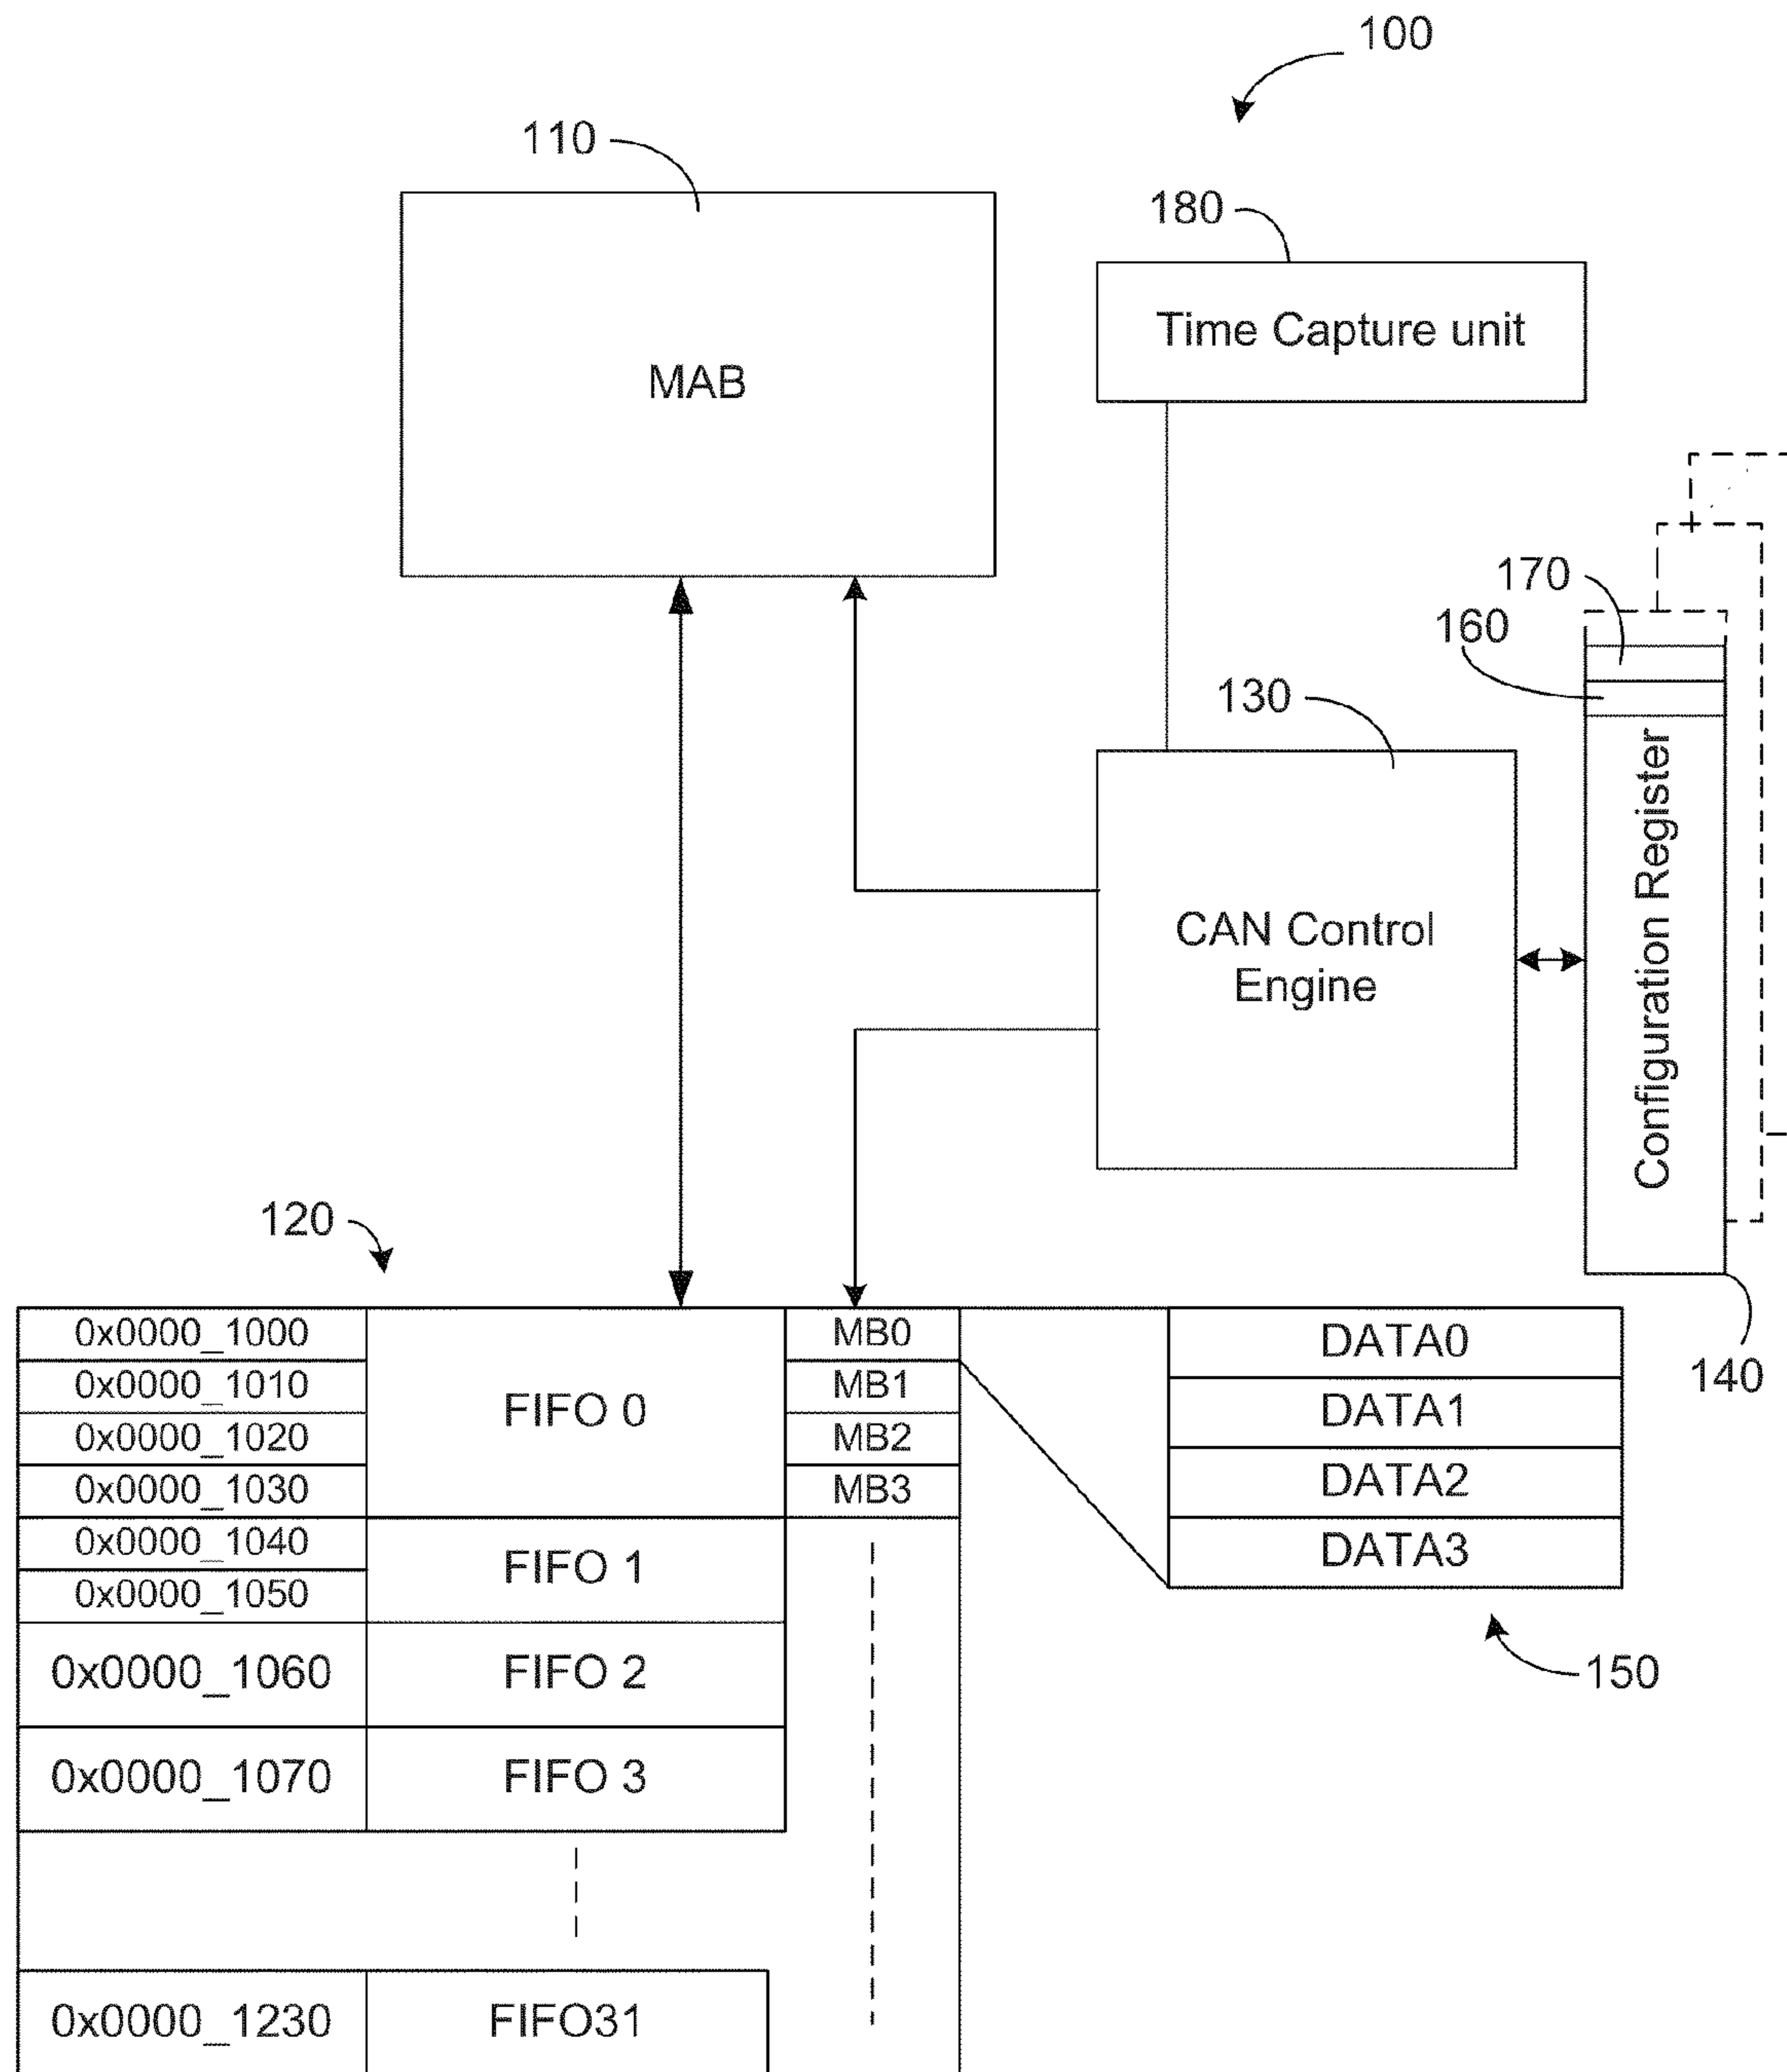 100
110
180
Time Capture unit
MAB
170
160
130
Configuration Register
CAN Control
Engine
120
0x0000_1000
MB0
DATA0
140
0x0000_1010
FIFO 0
MB1
DATA1
0x0000_1020
MB2
DATA2
0x0000_1030
MB3
0x0000_1040
FIFO 1
DATA3
0x0000_1050
0x0000_1060
FIFO 2
150
0x0000_1070
FIFO 3
0x0000_1230
FIFO31